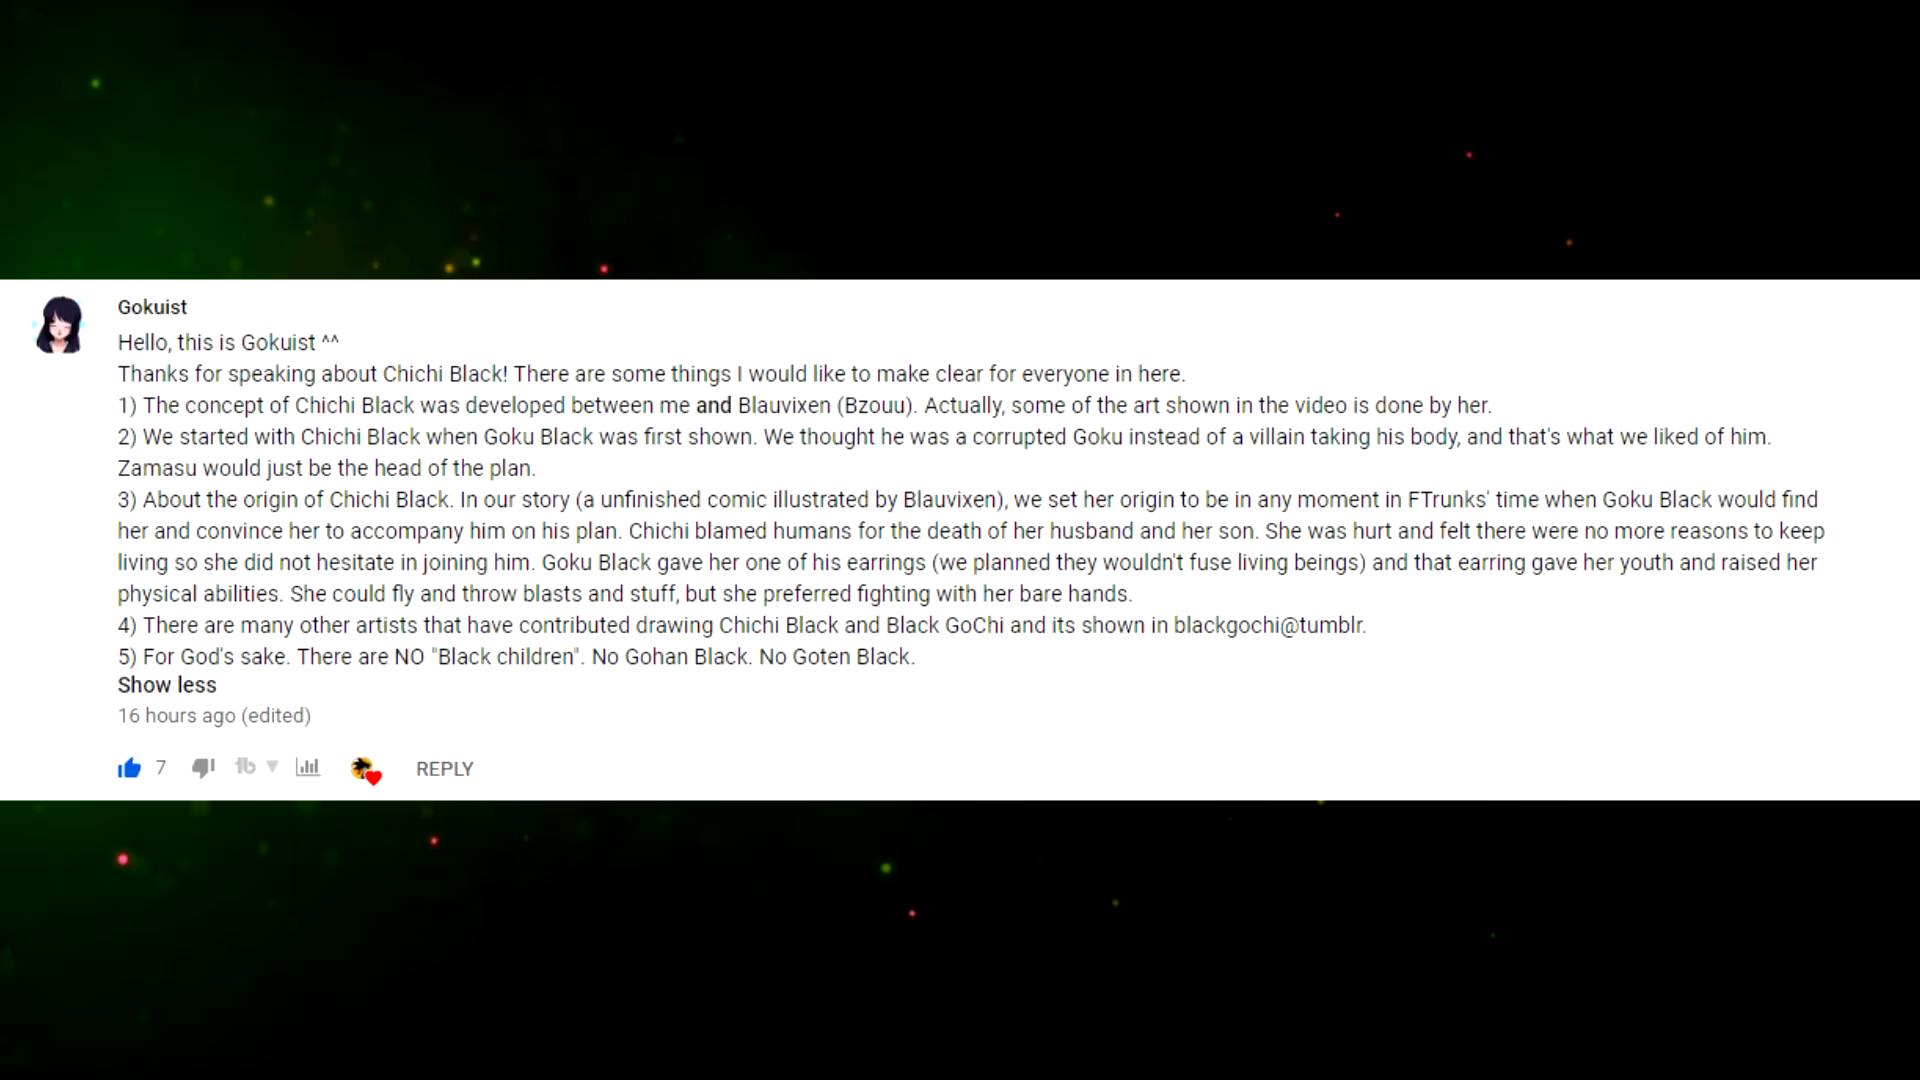 Gokuist
Hello, this is Gokuist ^^
Thanks for speaking about Chichi Black! There are some things I would like to make clear for everyone in here.
1) The concept of Chichi Black was developed between me and Blauvixen (Bzouu). Actually, some of the art shown in the video is done by her.
2) We started with Chichi Black when Goku Black was first shown. We thought he was a corrupted Goku instead of a villain taking his body, and that's what we liked of him.
Zamasu would just be the head of the plan.
3) About the origin of Chichi Black. In our story (a unfinished comic illustrated by Blauvixen), we set her origin to be in any moment in FTrunks' time when Goku Black would find
her and convince her to accompany him on his plan. Chichi blamed humans for the death of her husband and her son. She was hurt and felt there were no more reasons to keep
living so she did not hesitate in joining him. Goku Black gave her one of his earrings (we planned they wouldn't fuse living beings) and that earring gave her youth and raised her
physical abilities. She could fly and throw blasts and stuff, but she preferred fighting with her bare hands.
4) There are many other artists that have contributed drawing Chichi Black and Black GoChi and its shown in blackgochi@tumblr.
5) For God's sake. There are NO "Black children". No Gohan Black. No Goten Black.
Show less
16 hours ago (edited)
7 tb REPLY